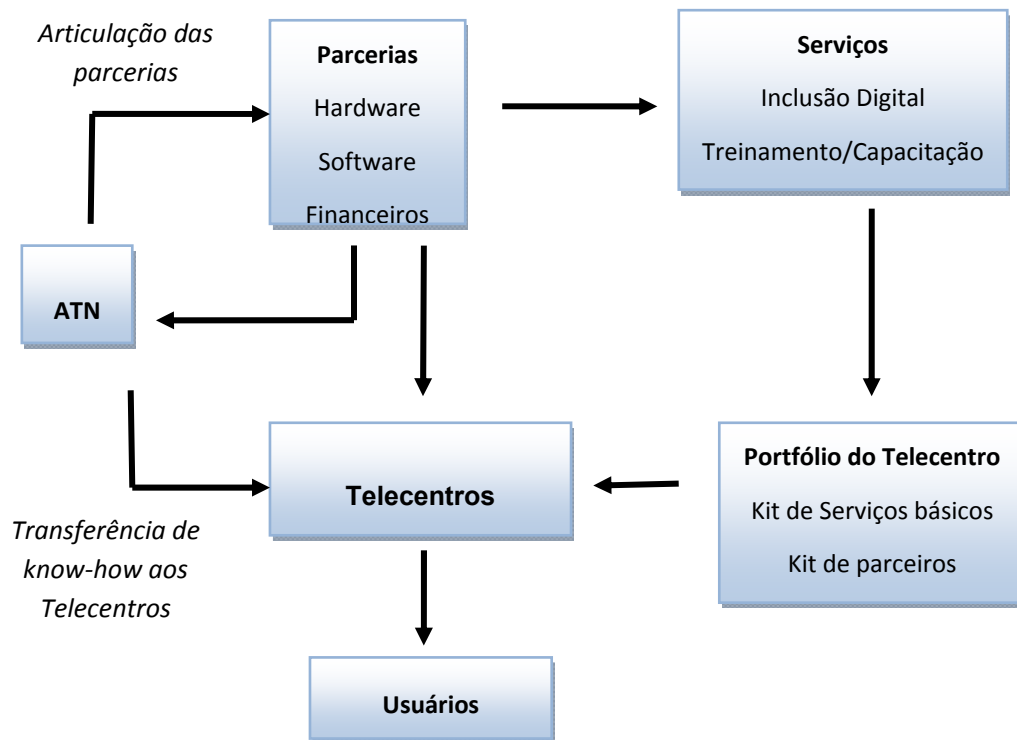 Articulação das
parcerias
Parcerias
Hardware
Software
Financeiros
Serviços
Inclusão Digital
Treinamento/Capacitação
ATN
Telecentros
Portfólio do Telecentro
Kit de Serviços básicos
Kit de parceiros
Transferência de
know-how aos
Telecentros
Usuários